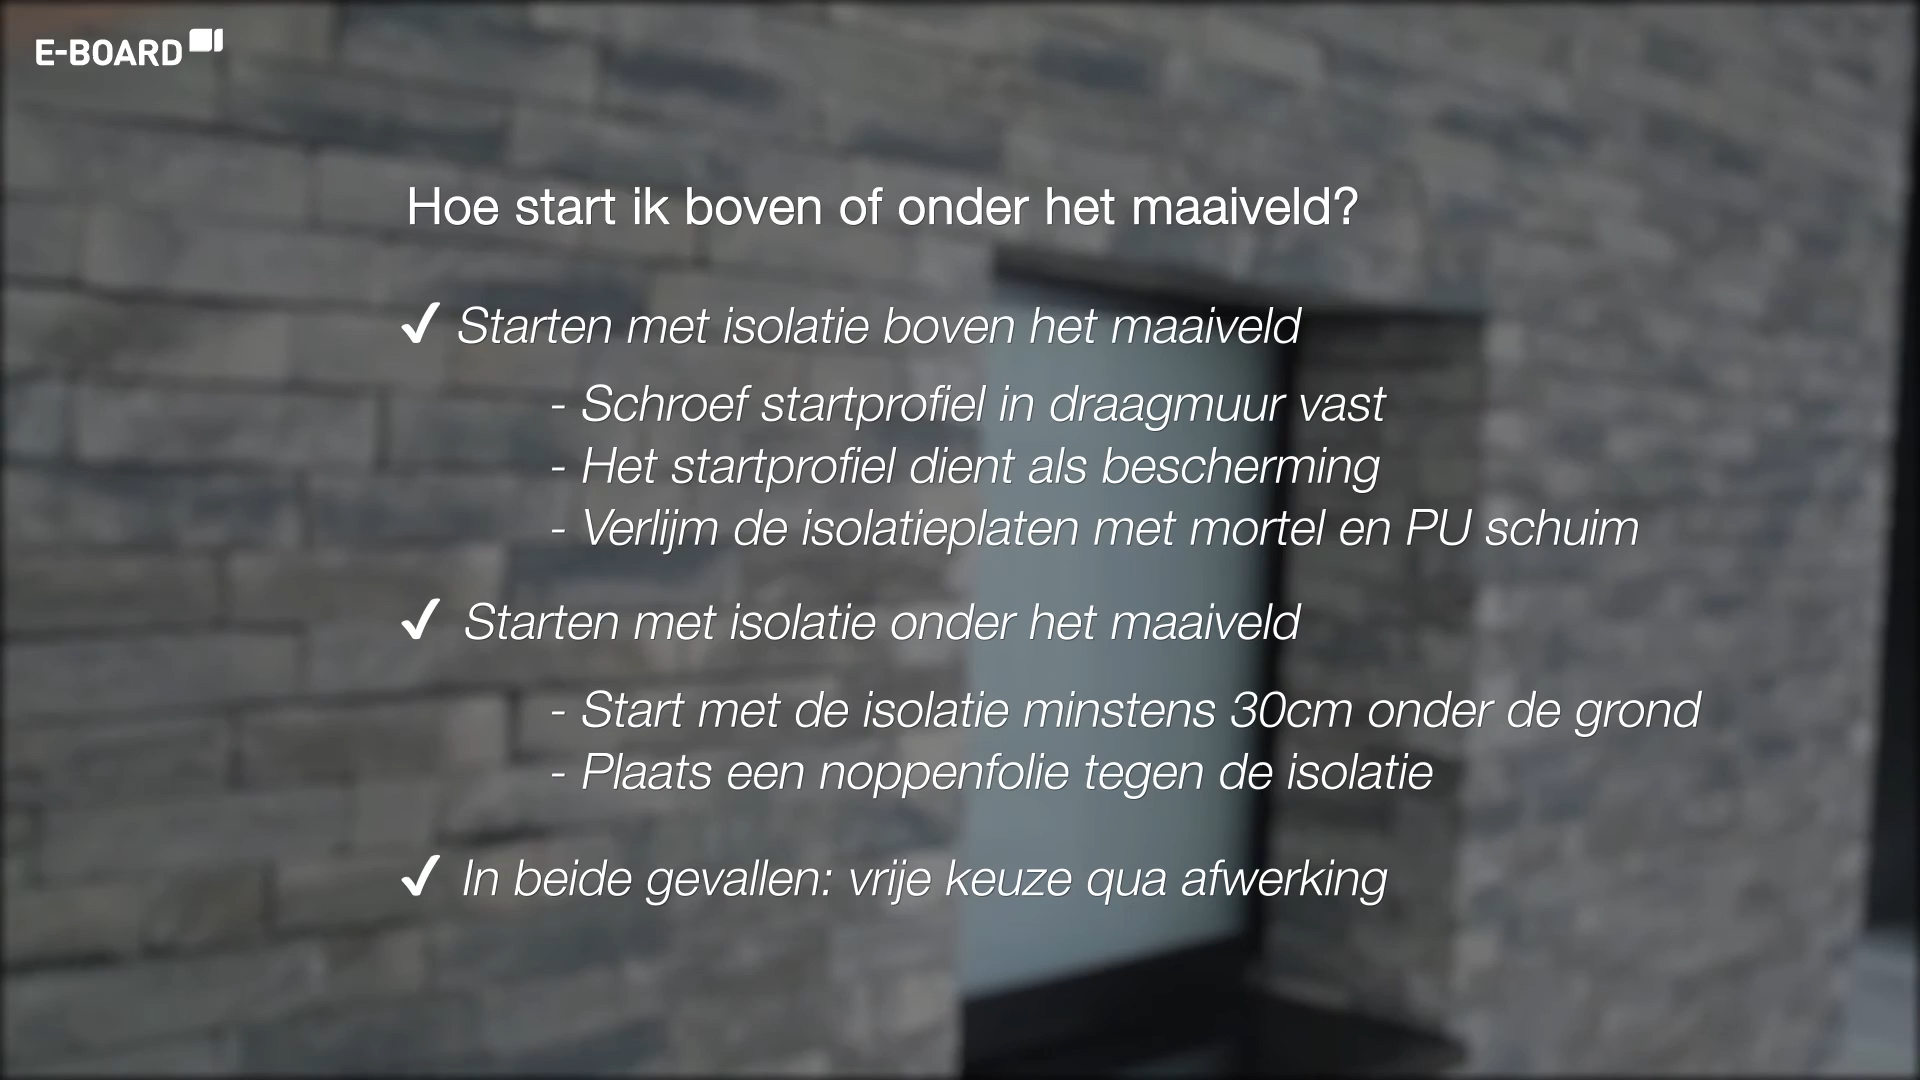 E-BOARD
Hoe start ik boven of onder het maaiveld?
✔ Starten met isolatie boven het maaiveld
- Schroef startprofiel in draagmuur vast
- Het startprofiel dient als bescherming
- Verlijm de isolatieplaten met mortel en PU schuim
✔ Starten met isolatie onder het maaiveld
- Start met de isolatie minstens 30cm onder de grond
- Plaats een noppenfolie tegen de isolatie
✔ In beide gevallen: vrije keuze qua afwerking